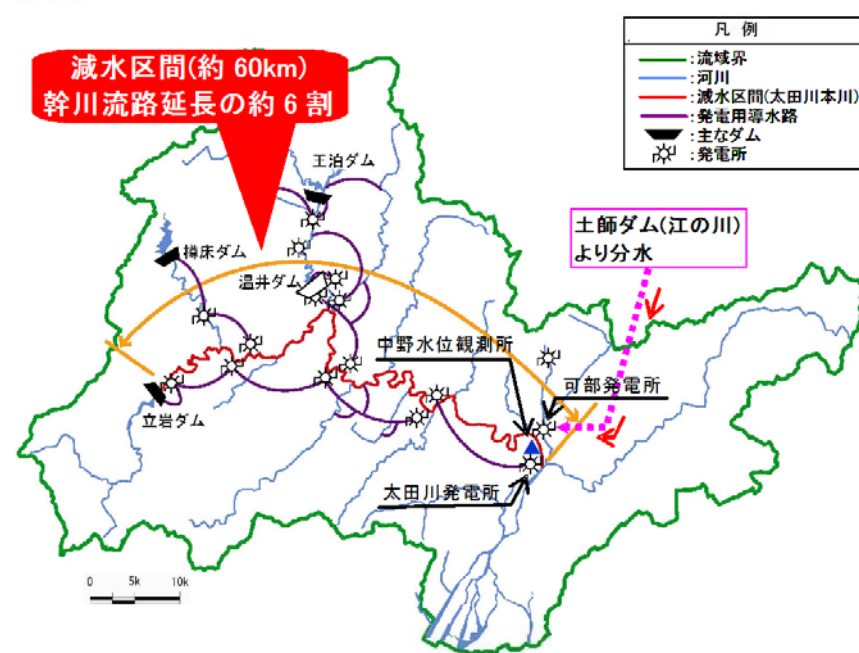 減水区間(約 60km)
幹川流路延長の約 6 割
凡 例
:流域界
:河川
:減水区間(太田川本川)
:発電用導水路
:主なダム
:発電所
王泊ダム
樽床ダム
温井ダム
土師ダム(江の川)
より分水
中野水位観測所
可部発電所
立岩ダム
太田川発電所
0 5k 10k